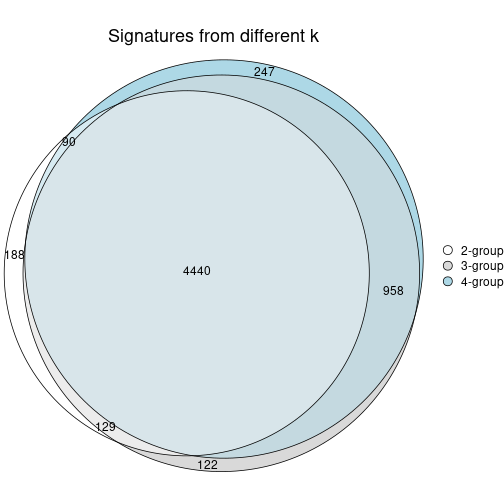 Signatures from different k
247
90
188
4440
958
129
122
2-group
3-group
4-group